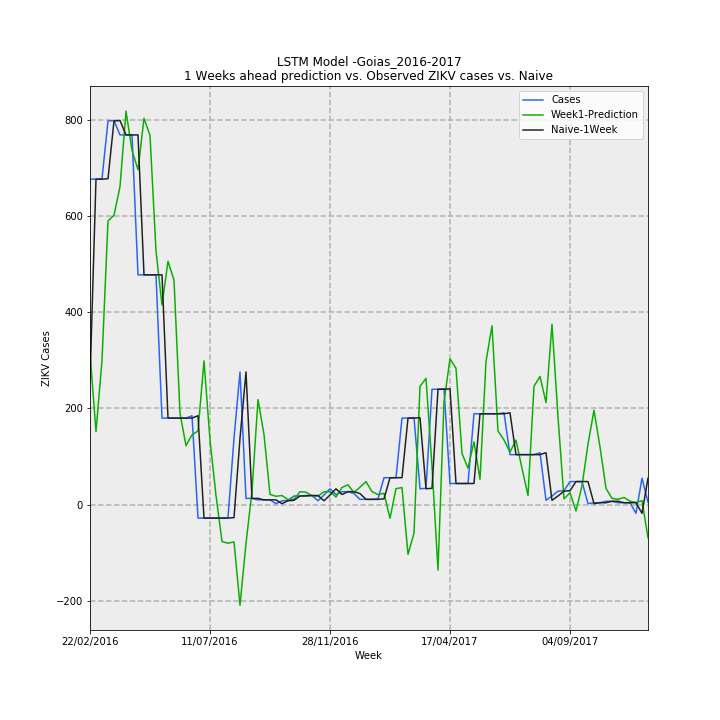 LSTM Model -Goias_2016-2017
1 Weeks ahead prediction vs. Observed ZIKV cases vs. Naive
Cases
Week1-Prediction
Naive-1Week
800
600
400
200
0
−200
ZIKV Cases
22/02/2016
11/07/2016
28/11/2016
17/04/2017
04/09/2017
Week